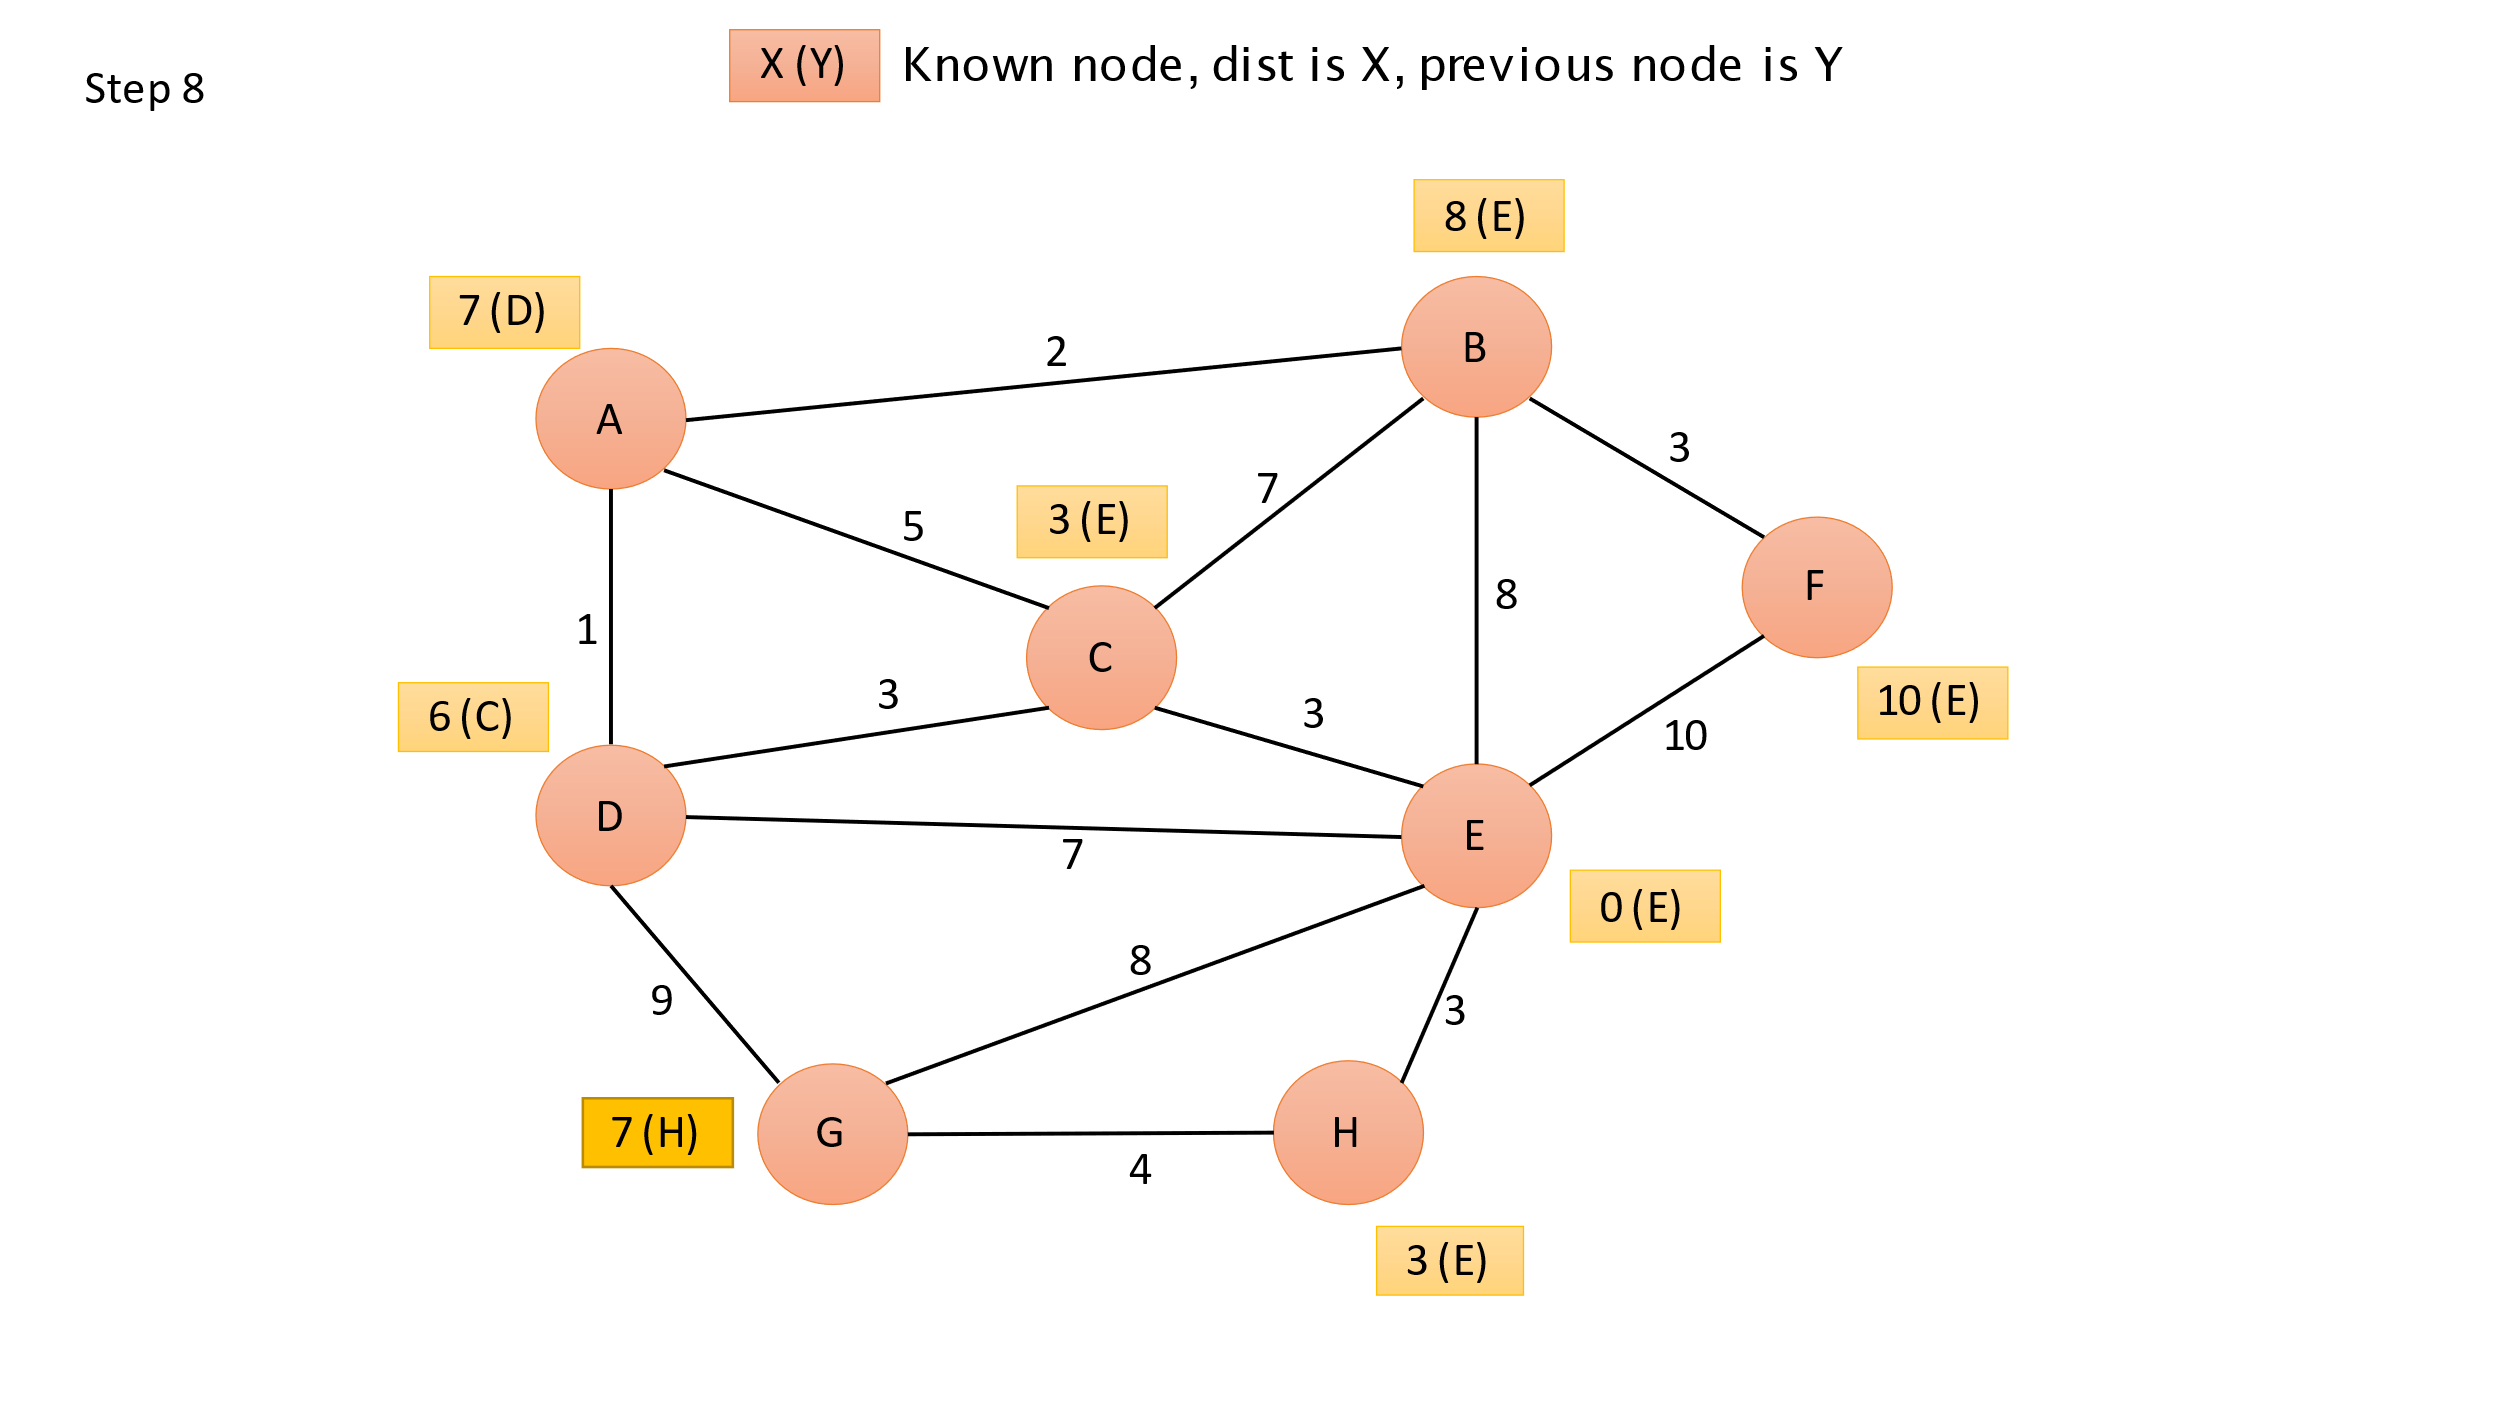 X (Y) Known node, dist is X, previous node is Y
Step 8
8 (E)
7 (D)
2
B
A
3
7
3 (E)
5
F
8
1
C
3
10 (E)
6 (C)
3
10
D
E
7
0 (E)
8
9
3
7 (H)
G
H
4
3 (E)